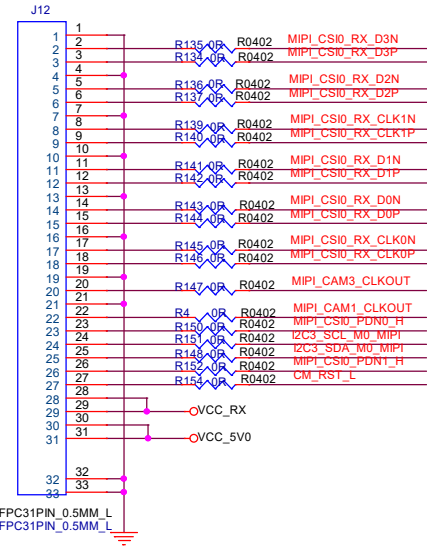 J12
1 1
2 2 R135 0R R0402 MIPI_CSI0_RX_D3N
3 3 R134 0R R0402 MIPI_CSI0_RX_D3P
4 4
5 5 R136 0R R0402 MIPI_CSI0_RX_D2N
6 6 R137 0R R0402 MIPI_CSI0_RX_D2P
7 7
8 8 R139 0R R0402 MIPI_CSI0_RX_CLK1N
9 9 R140 0R R0402 MIPI_CSI0_RX_CLK1P
10 10
11 11 R141 0R R0402 MIPI_CSI0_RX_D1N
12 12 R142 0R R0402 MIPI_CSI0_RX_D1P
13 13
14 14 R143 0R R0402 MIPI_CSI0_RX_D0N
15 15 R144 0R R0402 MIPI_CSI0_RX_D0P
16 16
17 17 R145 0R R0402 MIPI_CSI0_RX_CLK0N
18 18 R146 0R R0402 MIPI_CSI0_RX_CLK0P
19 19
20 20 R147 0R R0402 MIPI_CAM3_CLKOUT
21 21
22 22 R4 0R R0402 MIPI_CAM1_CLKOUT
23 23 R150 0R R0402 MIPI_CSI0_PDN0_H
24 24 R151 0R R0402 I2C3_SCL_M0_MIPI
25 25 R148 0R R0402 I2C3_SDA_M0_MIPI
26 26 R152 0R R0402 MIPI_CSI0_PDN1_H
27 27 R154 0R R0402 CM_RST_L
28 28
29 29 VCC_RX
30 30
31 31 VCC_5V0
32 32
33 33
FPC31PIN_0.5MM_L
FPC31PIN_0.5MM_L